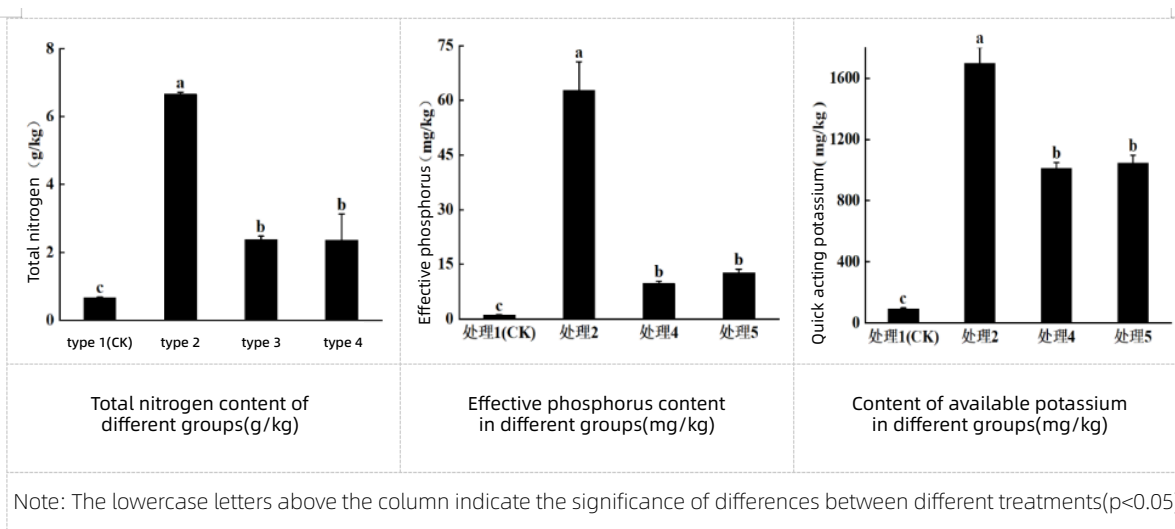 8
6
4
2
0
Total nitrogen（g/kg）
a
b
b
c
type 1(CK)
type 2
type 3
type 4
75
60
45
30
15
0
Effective phosphorus（mg/kg）
a
b
b
c
处理1(CK)
处理2
处理4
处理5
1600
1200
800
400
0
Quick acting potassium( mg/kg）
a
b
b
c
处理1(CK)
处理2
处理4
处理5
Total nitrogen content of
different groups(g/kg)
Effective phosphorus content
in different groups(mg/kg)
Content of available potassium
in different groups(mg/kg)
Note: The lowercase letters above the column indicate the significance of differences between different treatments(p<0.05